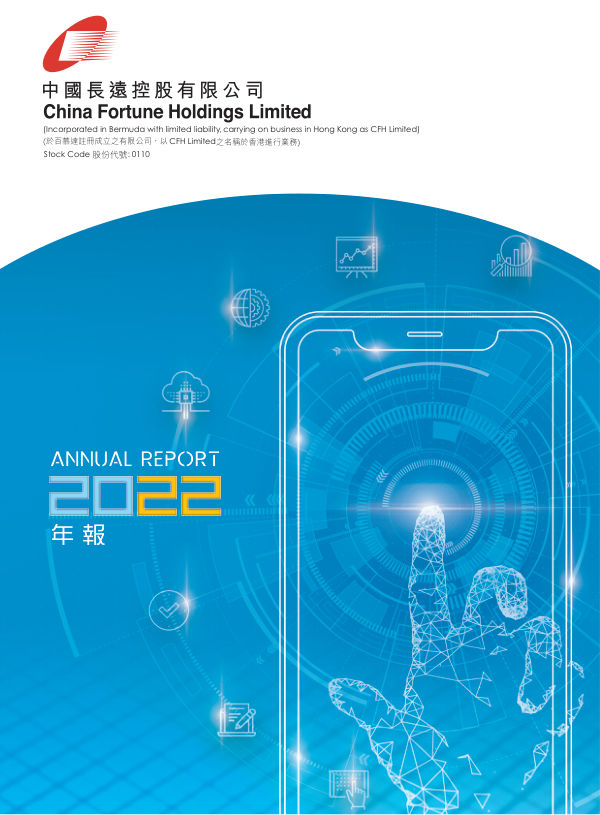 中國長遠控股有限公司
China Fortune Holdings Limited
(Incorporated in Bermuda with limited liability, carrying on business in Hong Kong as CFH Limited)
(於百慕達註冊成立之有限公司，以 CFH Limited之名稱於香港進行業務)
Stock Code 股份代號: 0110
ANNUAL REPORT
2022
年報